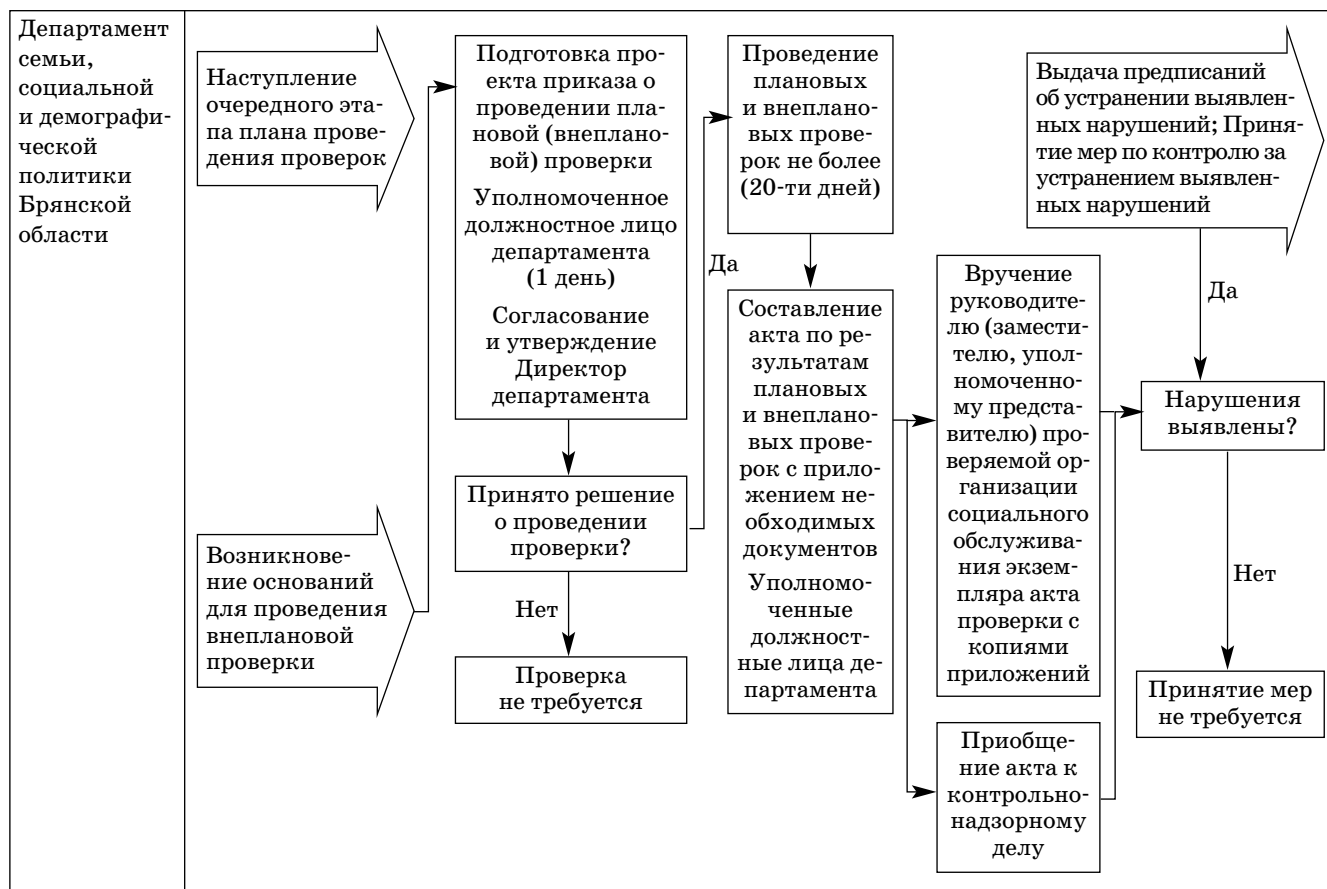 Департамент
семьи,
социальной
и демографи-
ческой
политики
Брянской
области
Наступление
очередного эта-
па плана прове-
дения проверок
Возникнове-
ние оснований
для проведения
внеплановой
проверки
Подготовка про-
екта приказа о
проведении пла-
новой (внеплано-
вой) проверки
Уполномоченное
должностное лицо
департамента
(1 день)
Согласование
и утверждение
Директор
департамента
Принято решение
о проведении
проверки?
Да
Нет
Проверка
не требуется
Проведение
плановых
и внеплано-
вых прове-
рок не более
(20-ти дней)
Составление
акта по ре-
зультатам
плановых
и внеплано-
вых прове-
рок с прило-
жением не-
обходимых
документов
Уполномо-
ченные
должност-
ные лица де-
партамента
Вручение
руководите-
лю (замести-
телю, упол-
номоченно-
му предста-
вителю) про-
веряемой ор-
ганизации
социального
обслужива-
ния экзем-
пляра акта
проверки с
копиями
приложений
Приобще-
ние акта к
контрольно-
надзорному
делу
Выдача предписаний
об устранении выявлен-
ных нарушений; Приня-
тие мер по контролю за
устранением выявлен-
ных нарушений
Да
Нарушения
выявлены?
Нет
Принятие мер
не требуется